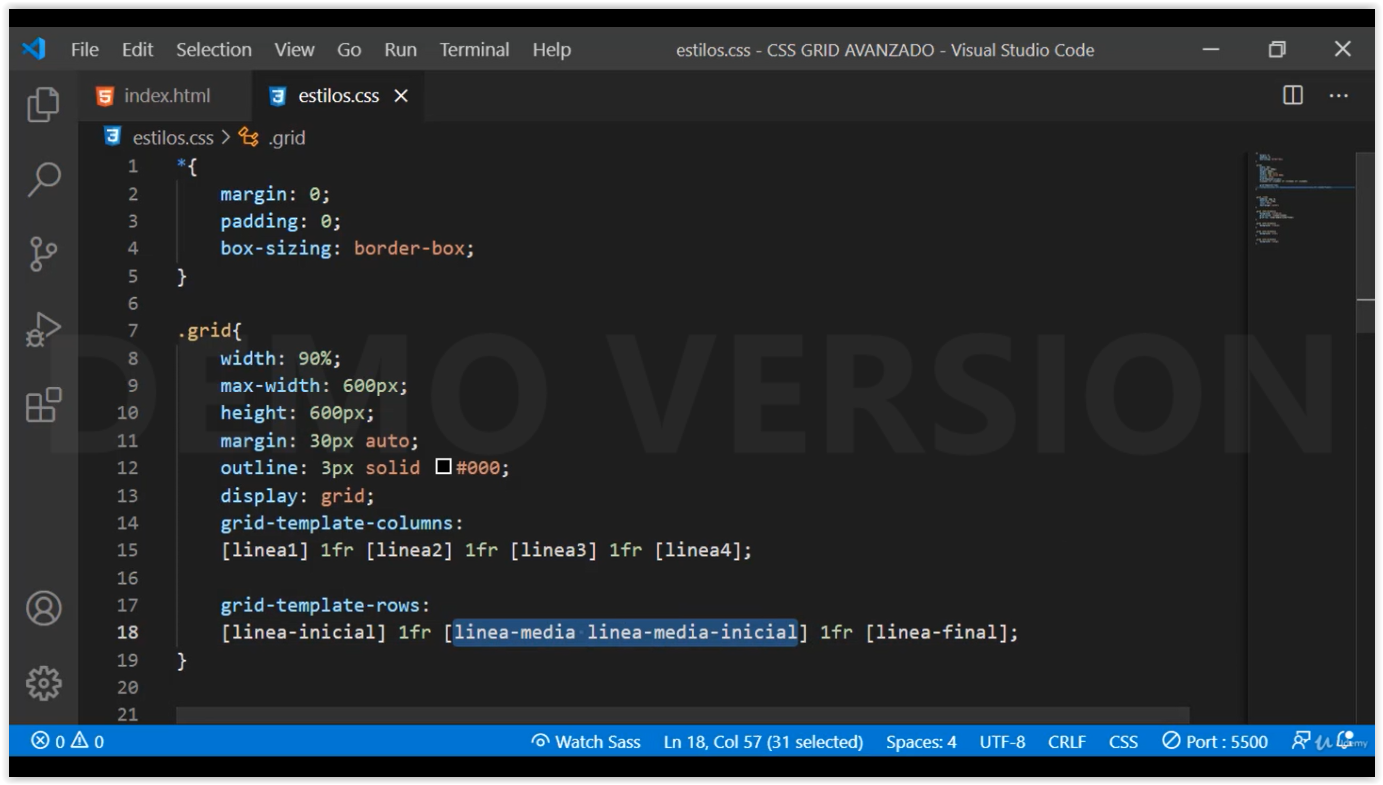 File Edit Selection View Go Run Terminal Help estilos.css - CSS GRID AVANZADO - Visual Studio Code
index.html estilos.css
estilos.css > .grid
1 *{
2 margin: 0;
3 padding: 0;
4 box-sizing: border-box;
5 }
6
7 .grid{
8 width: 90%;
9 max-width: 600px;
10 height: 600px;
11 margin: 30px auto;
12 outline: 3px solid #000;
13 display: grid;
14 grid-template-columns:
15 [linea1] 1fr [linea2] 1fr [linea3] 1fr [linea4];
16
17 grid-template-rows:
18 [linea-inicial] 1fr [linea-media linea-media-inicial] 1fr [linea-final];
19 }
20
21
DEMO VERSION
0 0 Watch Sass Ln 18, Col 57 (31 selected) Spaces: 4 UTF-8 CRLF CSS Port : 5500